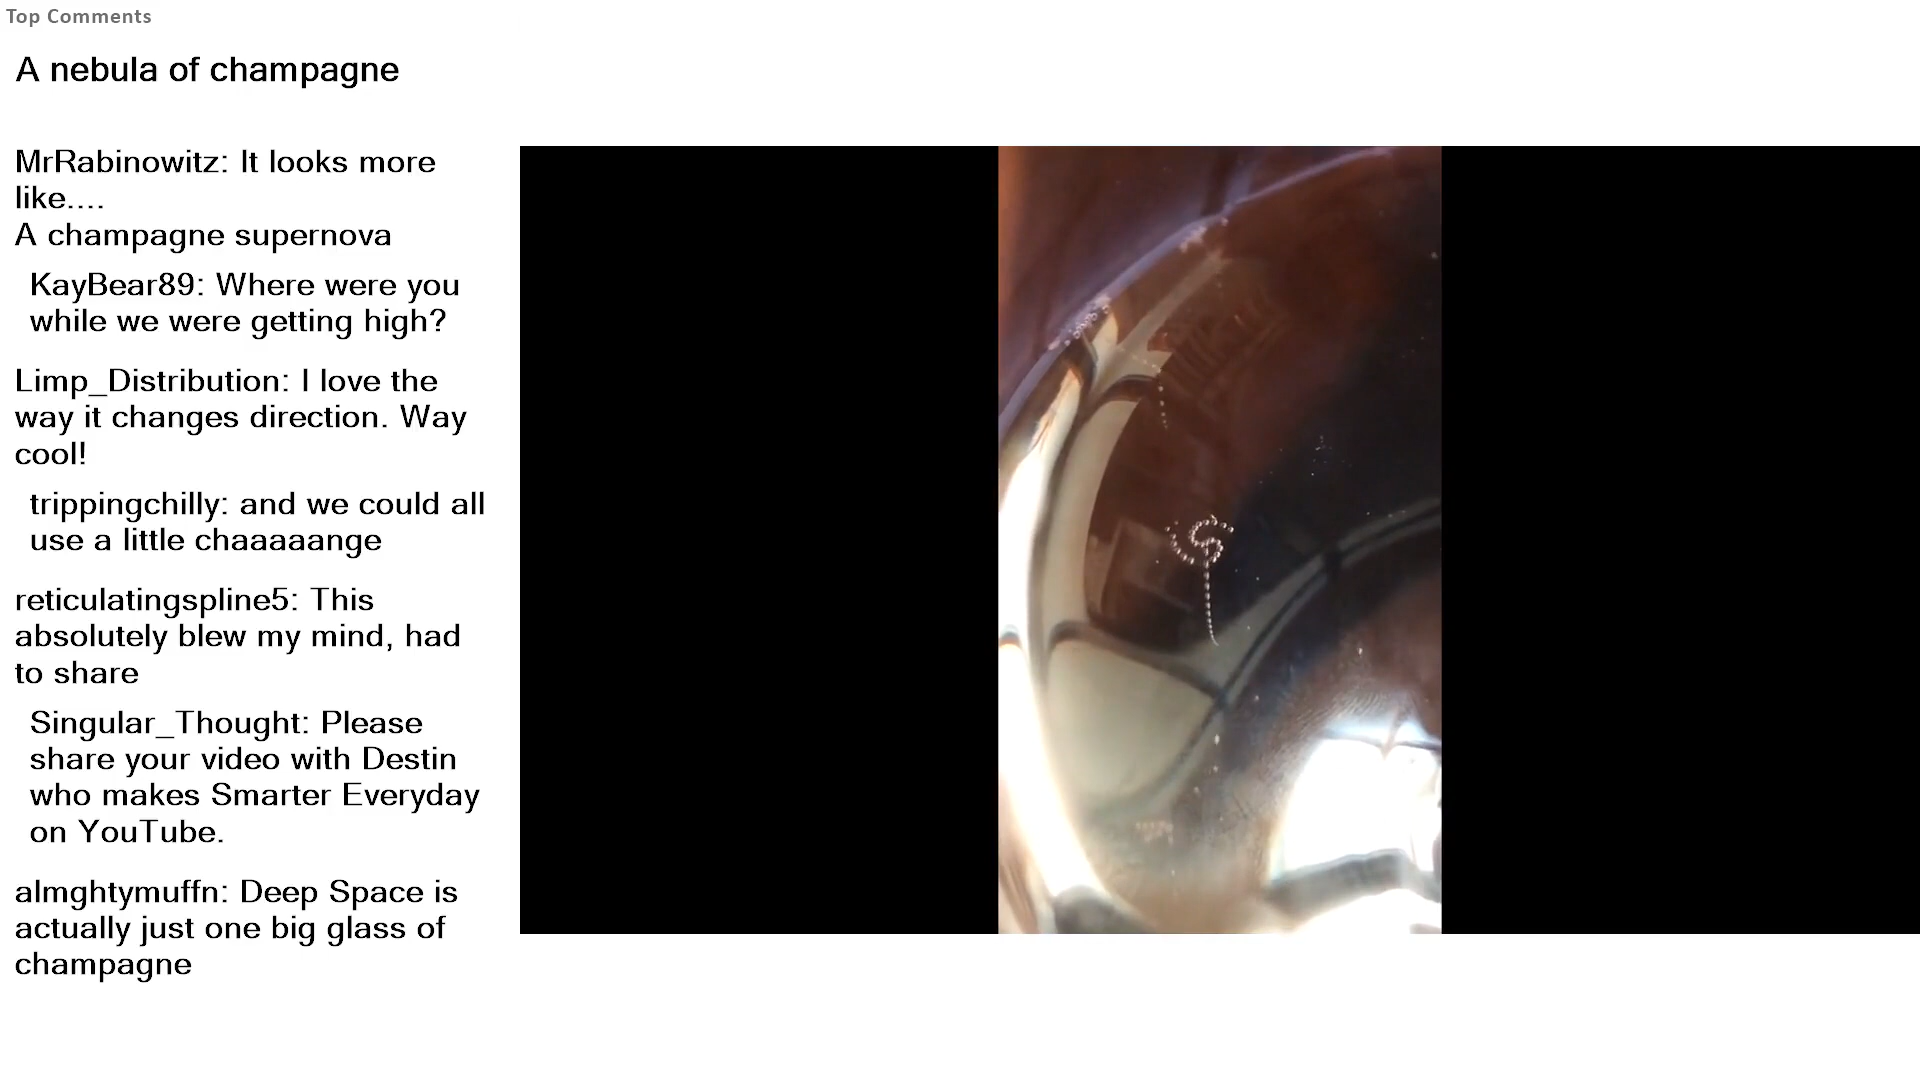 Top Comments
A nebula of champagne
MrRabinowitz: It looks more
like....
A champagne supernova
KayBear89: Where were you
while we were getting high?
Limp_Distribution: I love the
way it changes direction. Way
cool!
trippingchilly: and we could all
use a little chaaaaange
reticulatingspline5: This
absolutely blew my mind, had
to share
Singular_Thought: Please
share your video with Destin
who makes Smarter Everyday
on YouTube.
almghtymuffn: Deep Space is
actually just one big glass of
champagne